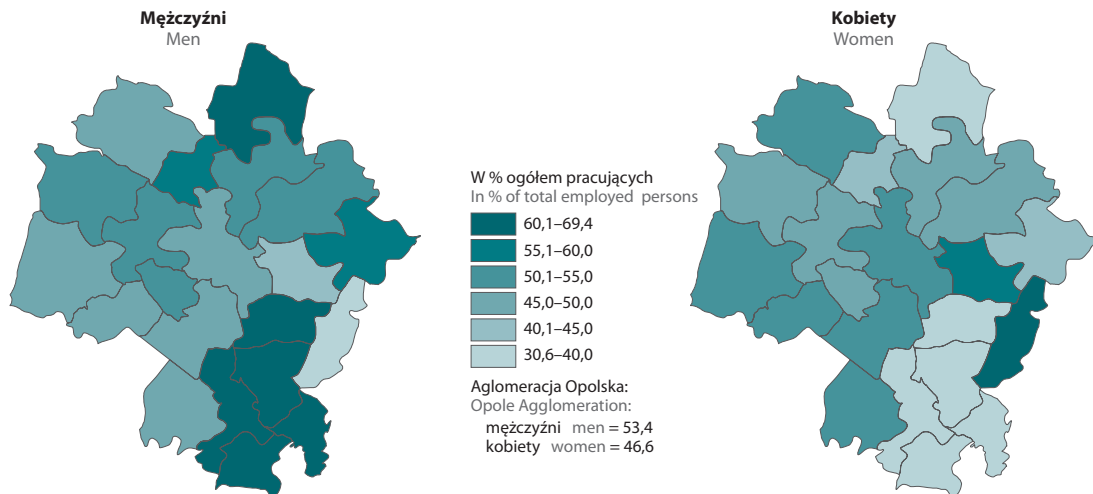 Mężczyźni
Men
Kobiety
Women
W % ogółem pracujących
In % of total employed persons
60,1–69,4
55,1–60,0
50,1–55,0
45,0–50,0
40,1–45,0
30,6–40,0
Aglomeracja Opolska:
Opole Agglomeration:
mężczyźni men = 53,4
kobiety women = 46,6